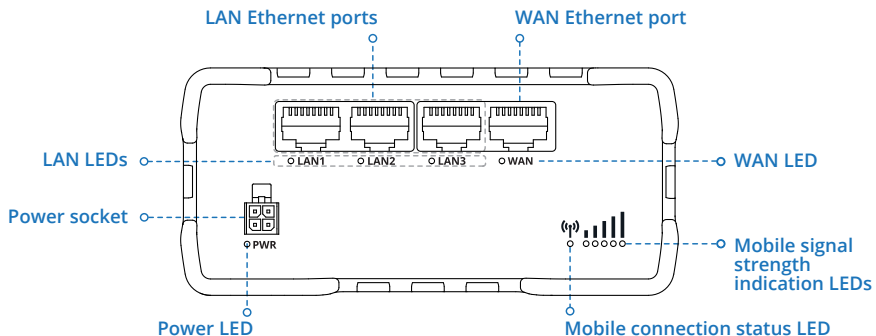 LAN Ethernet ports
WAN Ethernet port
LAN LEDs
LAN1
LAN2
LAN3
WAN
WAN LED
Power socket
PWR
Mobile signal
strength
indication LEDs
Power LED
Mobile connection status LED